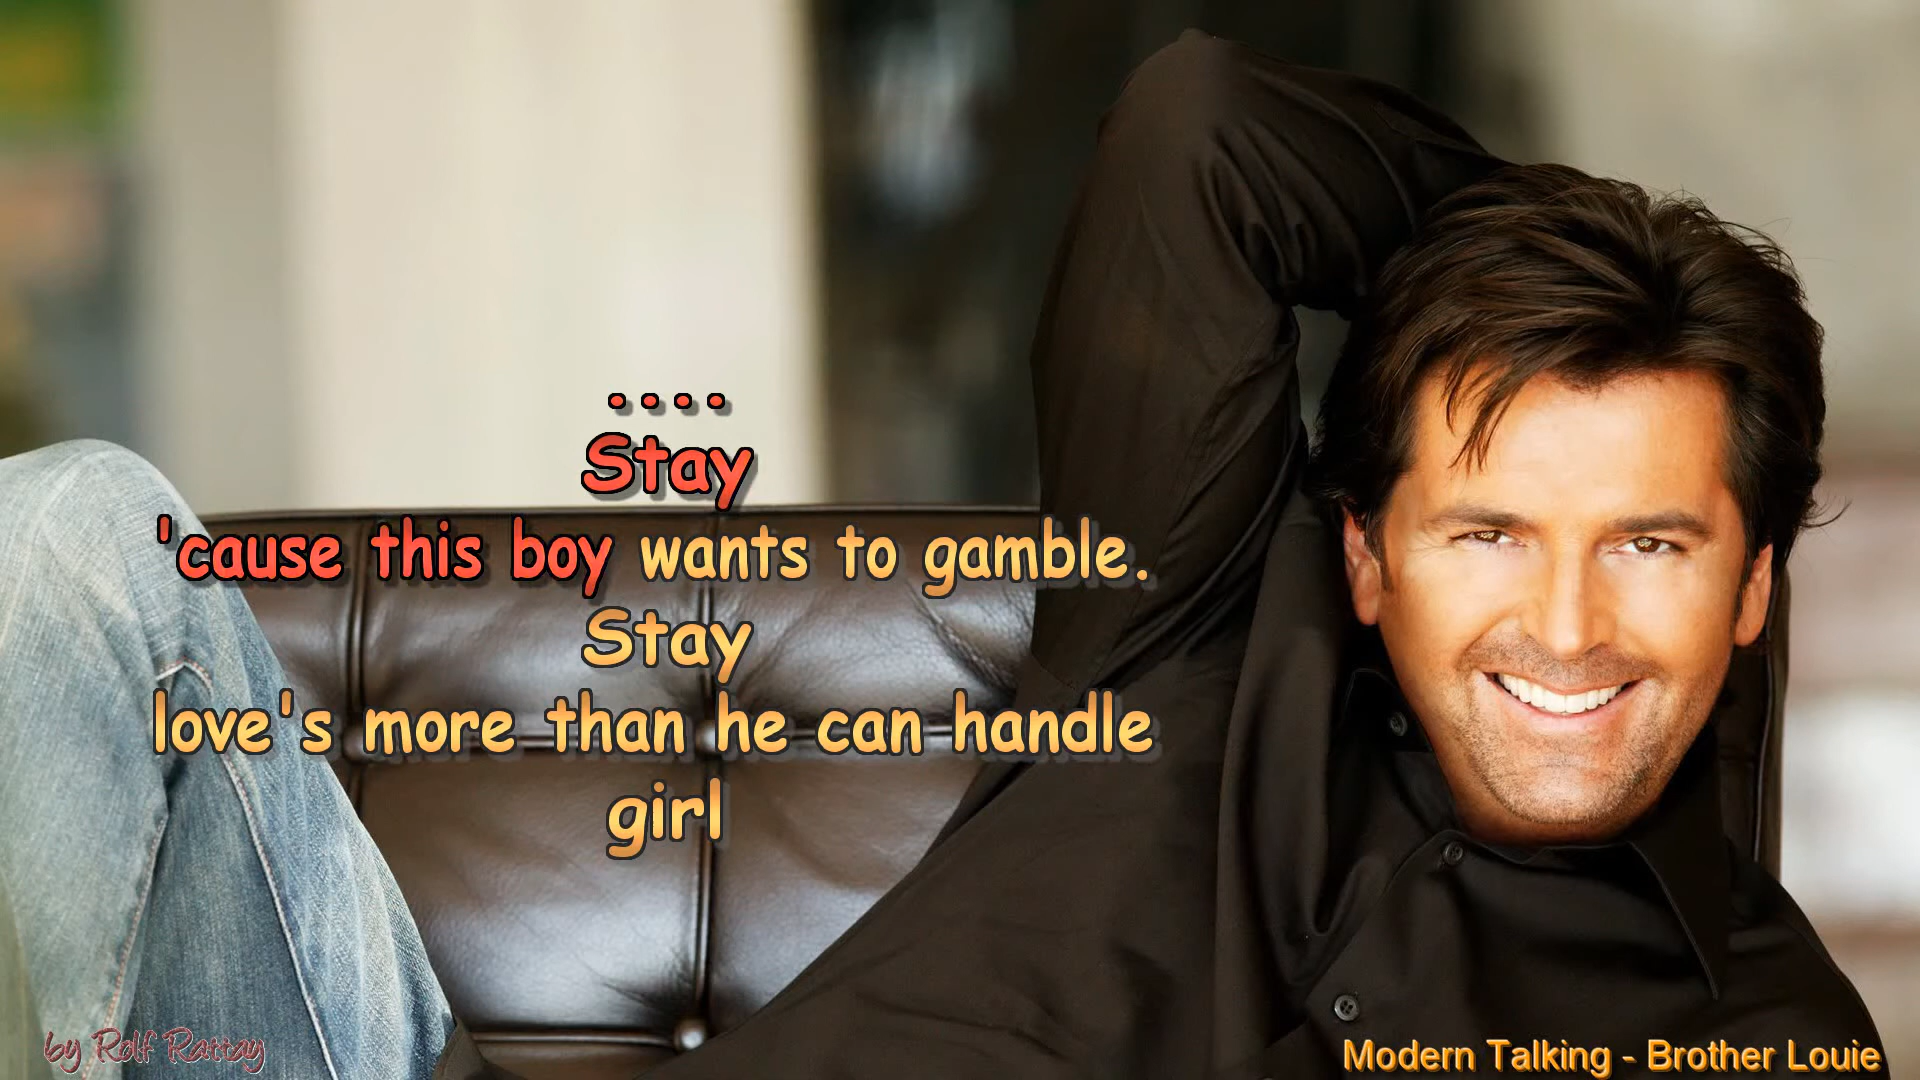 ....
Stay
'cause this boy wants to gamble.
Stay
love's more than he can handle
girl
by Rolf Rattay
Modern Talking - Brother Louie